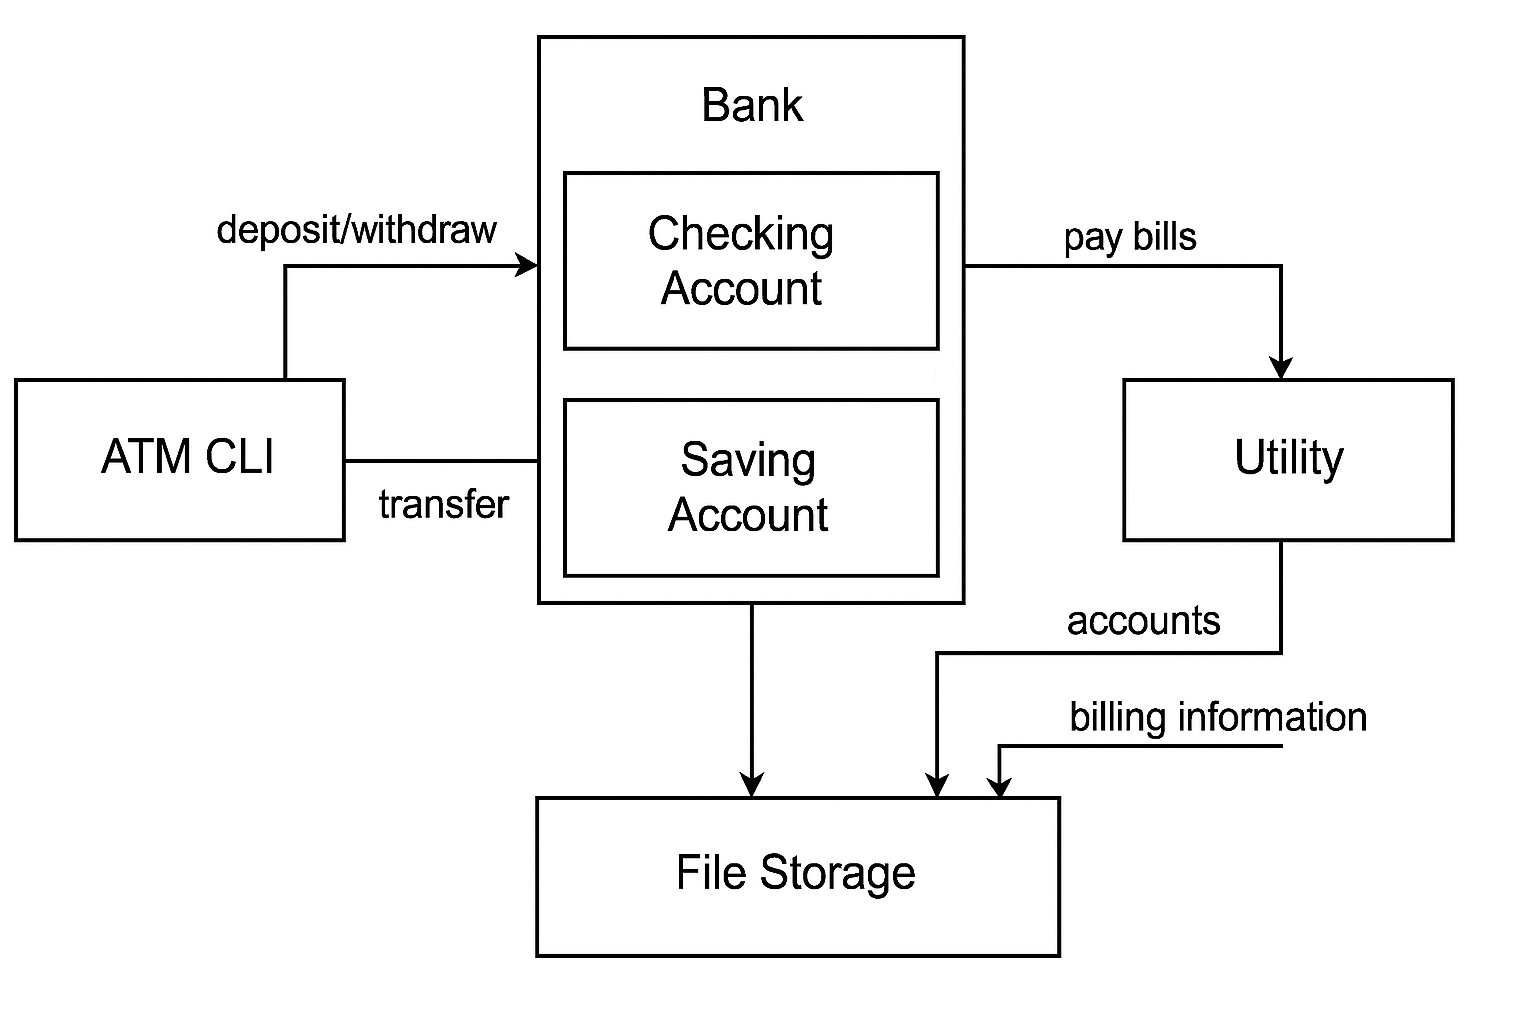 Bank
deposit/withdraw
Checking
Account
pay bills
ATM CLI
transfer
Saving
Account
Utility
accounts
billing information
File Storage